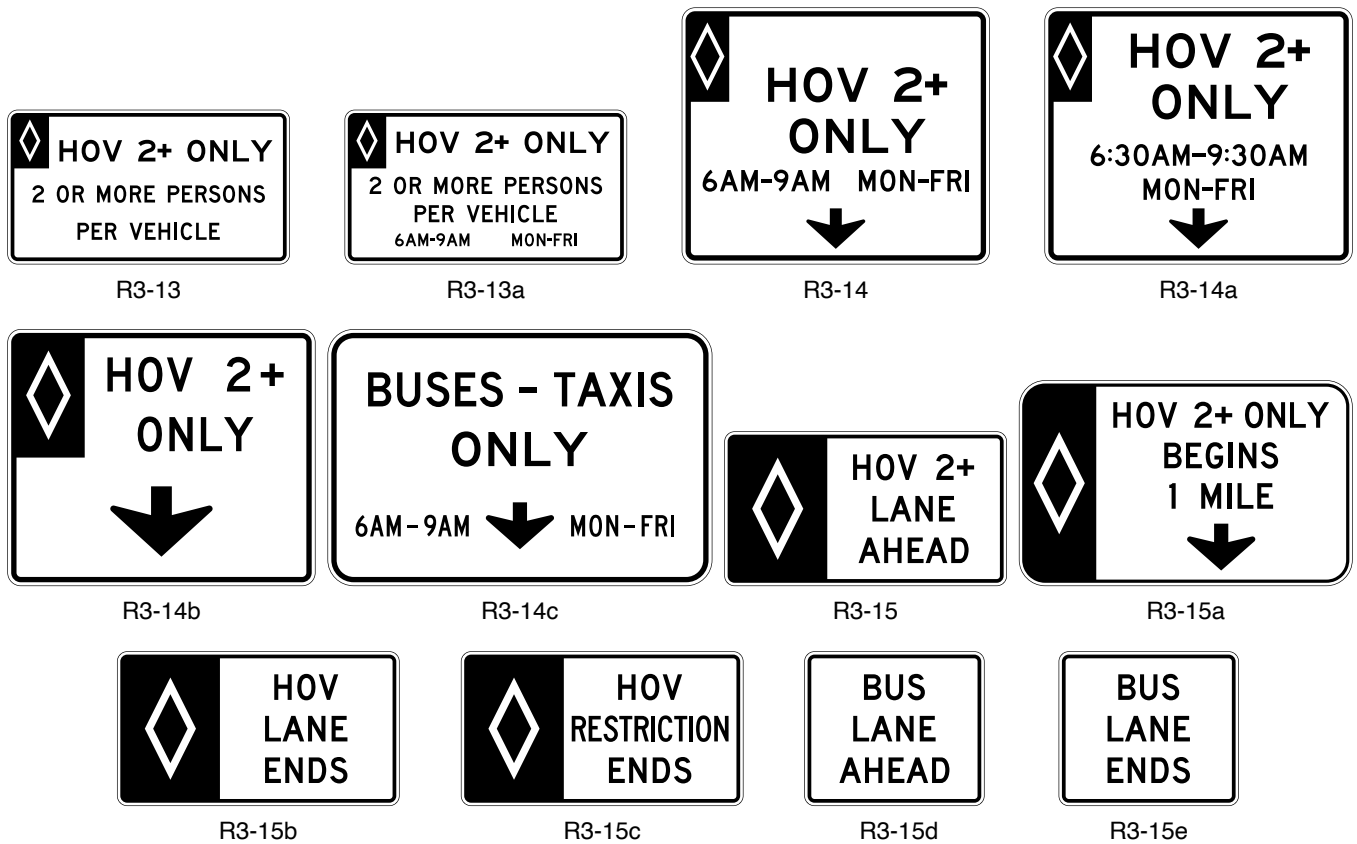 HOV 2+ ONLY
2 OR MORE PERSONS
PER VEHICLE
R3-13
HOV 2+ ONLY
2 OR MORE PERSONS
PER VEHICLE
6AM-9AM MON-FRI
R3-13a
HOV 2+
ONLY
6AM-9AM MON-FRI
R3-14
HOV 2+
ONLY
6:30AM-9:30AM
MON-FRI
R3-14a
HOV 2+
ONLY
R3-14b
BUSES - TAXIS
ONLY
6AM-9AM MON-FRI
R3-14c
HOV 2+
LANE
AHEAD
R3-15
HOV 2+ ONLY
BEGINS
1 MILE
R3-15a
HOV
LANE
ENDS
R3-15b
HOV
RESTRICTION
ENDS
R3-15c
BUS
LANE
AHEAD
R3-15d
BUS
LANE
ENDS
R3-15e